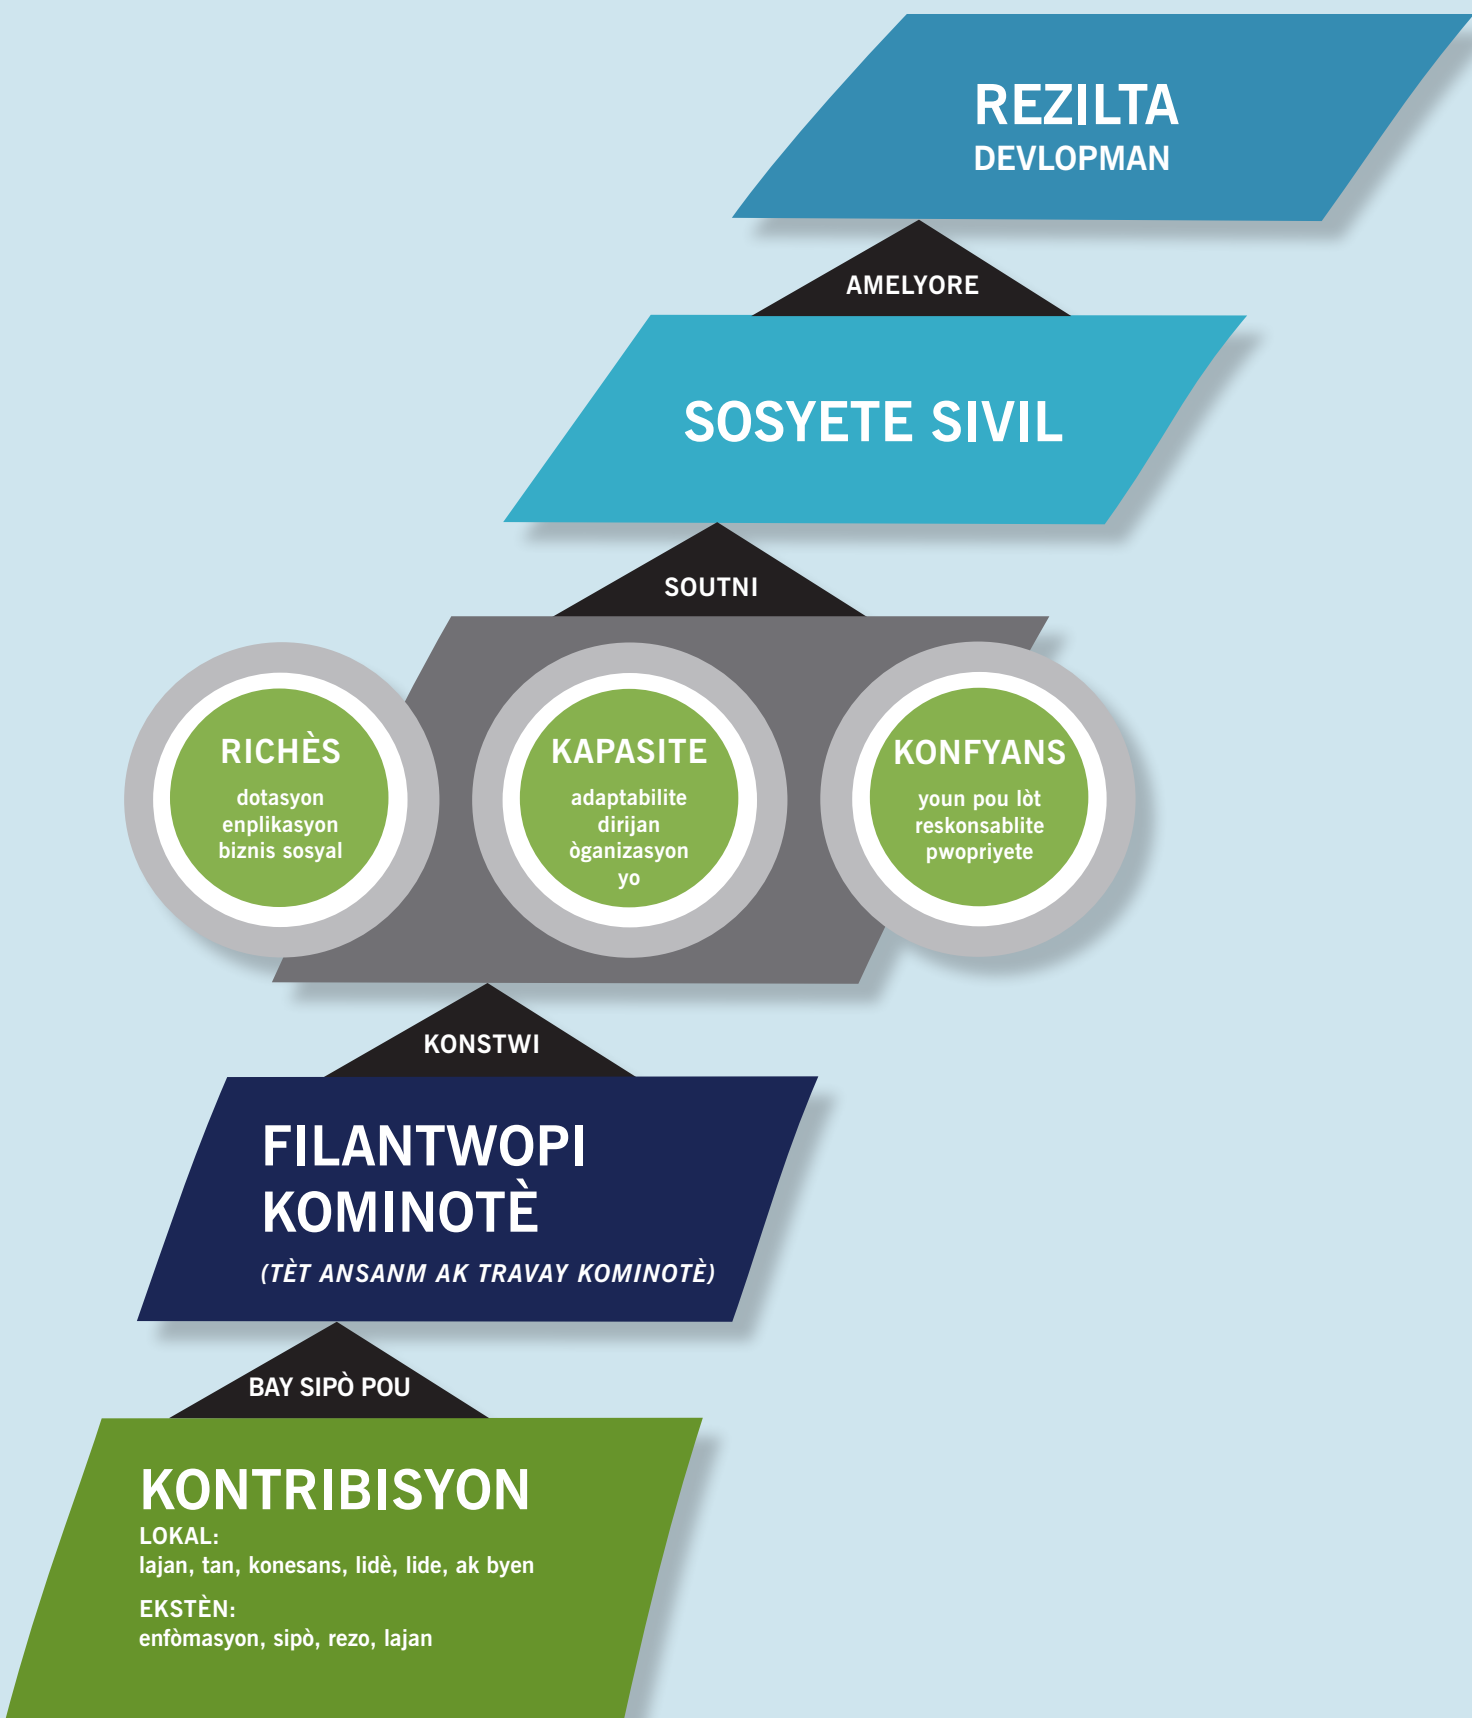 REZILTA
DEVLOPMAN
AMELYORE
SOSYETE SIVIL
SOUTNI
RICHÈS
dotasyon
enplikasyon
biznis sosyal
KAPASITE
adaptabilite
dirijan
òganizasyon
yo
KONFYANS
youn pou lòt
reskonsablite
pwopriyete
KONSTWI
FILANTWOPI
KOMINOTÈ
(TÈT ANSANM AK TRAVAY KOMINOTÈ)
BAY SIPÒ POU
KONTRIBISYON
LOKAL:
lajan, tan, konesans, lidè, lide, ak byen
EKSTÈN:
enfòmasyon, sipò, rezo, lajan